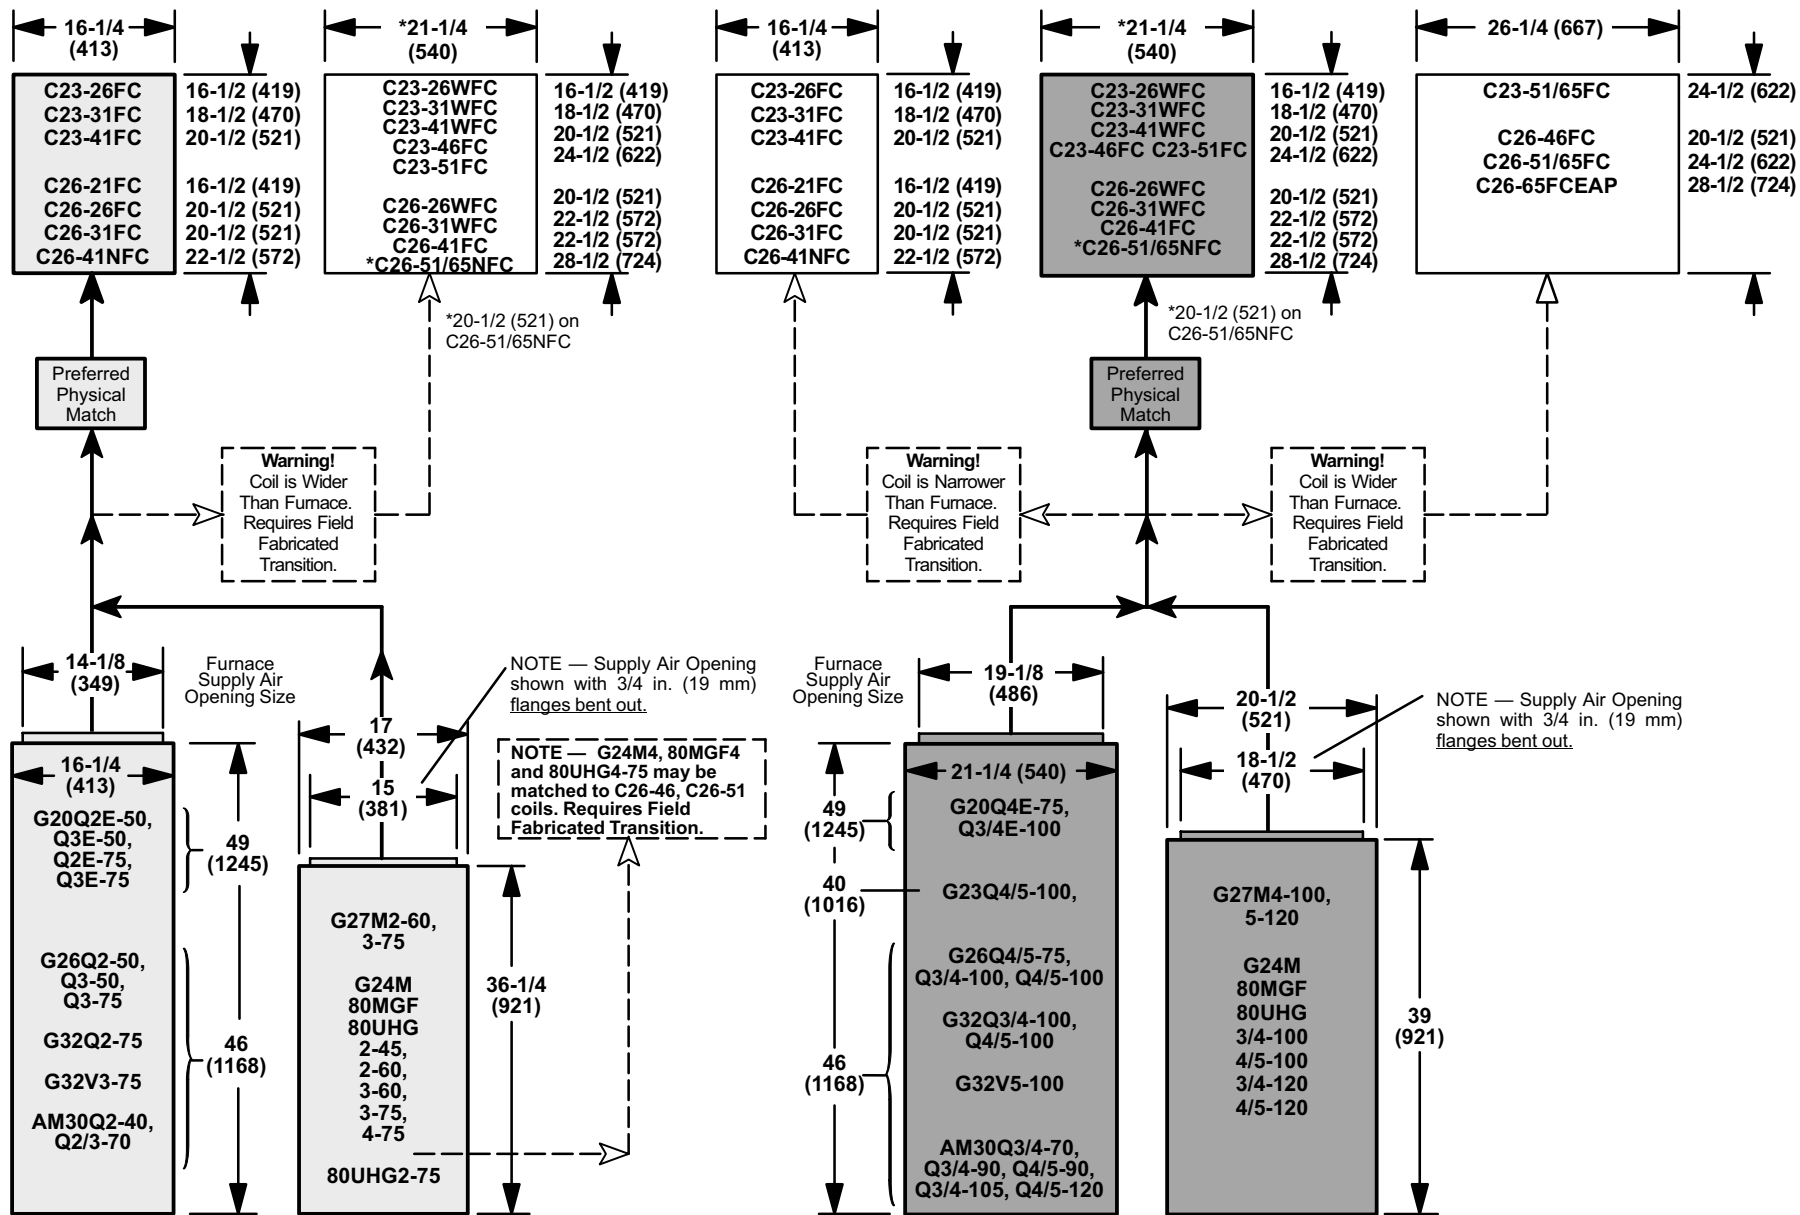 16-1/4
(413)
C23-26FC
C23-31FC
C23-41FC
C26-21FC
C26-26FC
C26-31FC
C26-41NFC
16-1/2 (419)
18-1/2 (470)
20-1/2 (521)
16-1/2 (419)
20-1/2 (521)
20-1/2 (521)
22-1/2 (572)
*21-1/4
(540)
C23-26WFC
C23-31WFC
C23-41WFC
C23-46FC
C23-51FC
C26-26WFC
C26-31WFC
C26-41FC
*C26-51/65NFC
16-1/2 (419)
18-1/2 (470)
20-1/2 (521)
24-1/2 (622)
20-1/2 (521)
22-1/2 (572)
22-1/2 (572)
28-1/2 (724)
*20-1/2 (521) on
C26-51/65NFC
16-1/4
(413)
C23-26FC
C23-31FC
C23-41FC
C26-21FC
C26-26FC
C26-31FC
C26-41NFC
16-1/2 (419)
18-1/2 (470)
20-1/2 (521)
16-1/2 (419)
20-1/2 (521)
20-1/2 (521)
22-1/2 (572)
*21-1/4
(540)
C23-26WFC
C23-31WFC
C23-41WFC
C23-46FC C23-51FC
C26-26WFC
C26-31WFC
C26-41FC
*C26-51/65NFC
16-1/2 (419)
18-1/2 (470)
20-1/2 (521)
24-1/2 (622)
20-1/2 (521)
22-1/2 (572)
22-1/2 (572)
28-1/2 (724)
*20-1/2 (521) on
C26-51/65NFC
26-1/4 (667)
C23-51/65FC
C26-46FC
C26-51/65FC
C26-65FCEAP
24-1/2 (622)
20-1/2 (521)
24-1/2 (622)
28-1/2 (724)
Preferred
Physical
Match
Warning!
Coil is Wider
Than Furnace.
Requires Field
Fabricated
Transition.
Warning!
Coil is Narrower
Than Furnace.
Requires Field
Fabricated
Transition.
Preferred
Physical
Match
Warning!
Coil is Wider
Than Furnace.
Requires Field
Fabricated
Transition.
14-1/8
(349)
Furnace
Supply Air
Opening Size
16-1/4
(413)
G20Q2E-50,
Q3E-50,
Q2E-75,
Q3E-75
49
(1245)
G26Q2-50,
Q3-50,
Q3-75
G32Q2-75
G32V3-75
AM30Q2-40,
Q2/3-70
46
(1168)
17
(432)
15
(381)
NOTE — Supply Air Opening
shown with 3/4 in. (19 mm)
flanges bent out.
NOTE — G24M4, 80MGF4
and 80UHG4-75 may be
matched to C26-46, C26-51
coils. Requires Field
Fabricated Transition.
G27M2-60,
3-75
G24M
80MGF
80UHG
2-45,
2-60,
3-60,
3-75,
4-75
80UHG2-75
36-1/4
(921)
Furnace
Supply Air
Opening Size
19-1/8
(486)
21-1/4 (540)
49
(1245)
G20Q4E-75,
Q3/4E-100
40
(1016)
G23Q4/5-100,
46
(1168)
G26Q4/5-75,
Q3/4-100, Q4/5-100
G32Q3/4-100,
Q4/5-100
G32V5-100
AM30Q3/4-70,
Q3/4-90, Q4/5-90,
Q3/4-105, Q4/5-120
20-1/2
(521)
18-1/2
(470)
NOTE — Supply Air Opening
shown with 3/4 in. (19 mm)
flanges bent out.
G27M4-100,
5-120
G24M
80MGF
80UHG
3/4-100
4/5-100
3/4-120
4/5-120
39
(921)